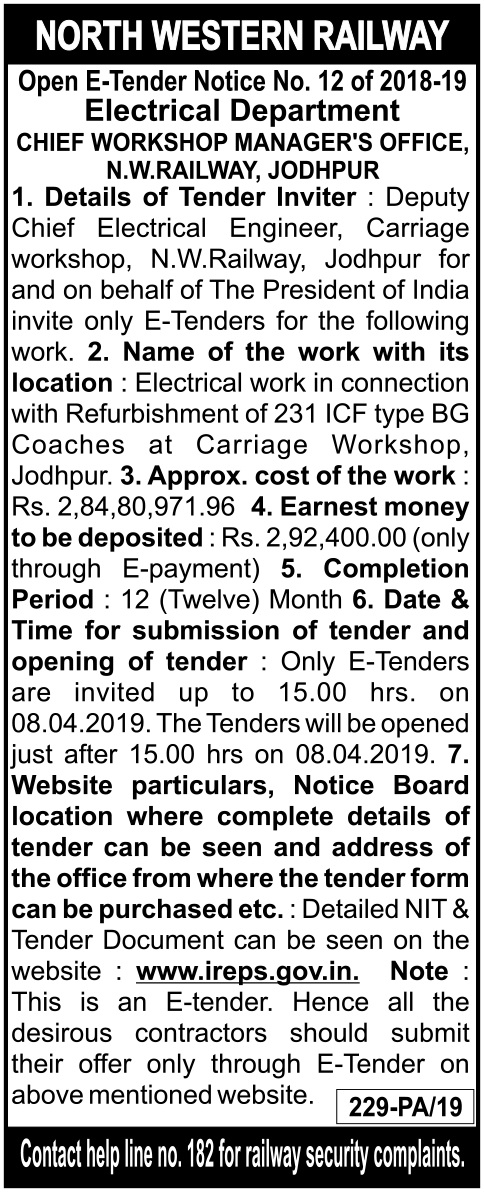 NORTH WESTERN RAILWAY
Open E-Tender Notice No. 12 of 2018-19
Electrical Department
CHIEF WORKSHOP MANAGER'S OFFICE,
N.W.RAILWAY, JODHPUR
1. Details of Tender Inviter : Deputy
Chief Electrical Engineer, Carriage
workshop, N.W.Railway, Jodhpur for
and on behalf of The President of India
invite only E-Tenders for the following
work. 2. Name of the work with its
location : Electrical work in connection
with Refurbishment of 231 ICF type BG
Coaches at Carriage Workshop,
Jodhpur. 3. Approx. cost of the work :
Rs. 2,84,80,971.96 4. Earnest money
to be deposited : Rs. 2,92,400.00 (only
through E-payment) 5. Completion
Period : 12 (Twelve) Month 6. Date &
Time for submission of tender and
opening of tender : Only E-Tenders
are invited up to 15.00 hrs. on
08.04.2019. The Tenders will be opened
just after 15.00 hrs on 08.04.2019. 7.
Website particulars, Notice Board
location where complete details of
tender can be seen and address of
the office from where the tender form
can be purchased etc. : Detailed NIT &
Tender Document can be seen on the
website : www.ireps.gov.in. Note :
This is an E-tender. Hence all the
desirous contractors should submit
their offer only through E-Tender on
above mentioned website.
229-PA/19
Contact help line no. 182 for railway security complaints.